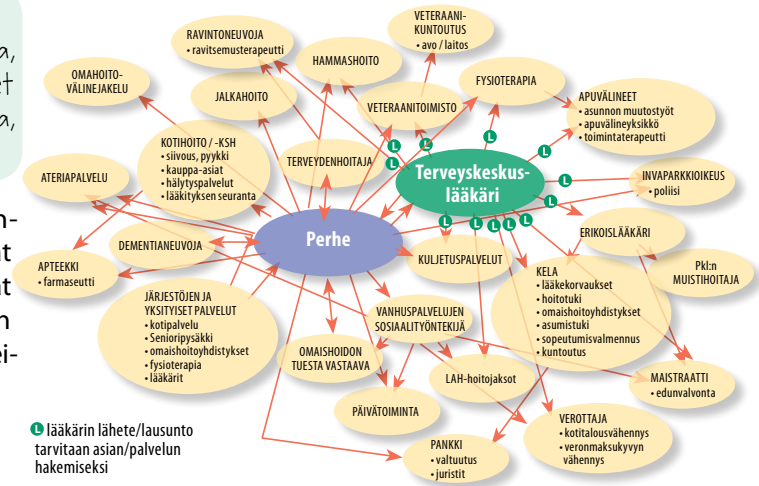 a,
et
a,
n-
at
at
n
ei-
VETERAANI-
KUNTOUTUS
• avo / laitos
RAVINTONEUVOJA
• ravitsemusterapeutti
HAMMASHOITO
FYSIOTERAPIA
OMAHOITO-
VÄLINEJAKELU
JALKAHOITO
VETERAANITOIMISTO
APUVÄLINEET
• asunnon muutostyöt
• apuvälineyksikkö
• toimintaterapeutti
KOTIHOITO / -KSH
• siivous, pyykki
• kauppa-asiat
• hälytyspalvelut
• lääkityksen seuranta
TERVEYDENHOITAJA
Terveyskeskus-
lääkäri
INVAPARKKIOIKEUS
• poliisi
ATERIAPALVELU
ERIKOISLÄÄKÄRI
Perhe
DEMENTIANEUVOJA
KULJETUSPALVELUT
Pkl:n
MUISTIHOITAJA
APTEEKKI
• farmaseutti
KELA
• lääkekorvaukset
• hoitotuki
• omaishoitoyhdistykset
• asumistuki
• sopeutumisvalmennus
• kuntoutus
JÄRJESTÖJEN JA
YKSITYISET PALVELUT
• kotipalvelu
• Senioripysäkki
• omaishoitoyhdistykset
• fysioterapia
• lääkärit
VANHUSPALVELUJEN
SOSIAALITYÖNTEKIJÄ
OMAISHOIDON
TUESTA VASTAAVA
LAH-hoitojaksot
MAISTRAATTI
• edunvalvonta
PÄIVÄTOIMINTA
VEROTTAJA
• kotitalousvähennys
• veronmaksukyvyn
vähennys
PANKKI
• valtuutus
• juristit
L L L L L L L L L L L L
L lääkärin lähete/lausunto
tarvitaan asian/palvelun
hakemiseksi